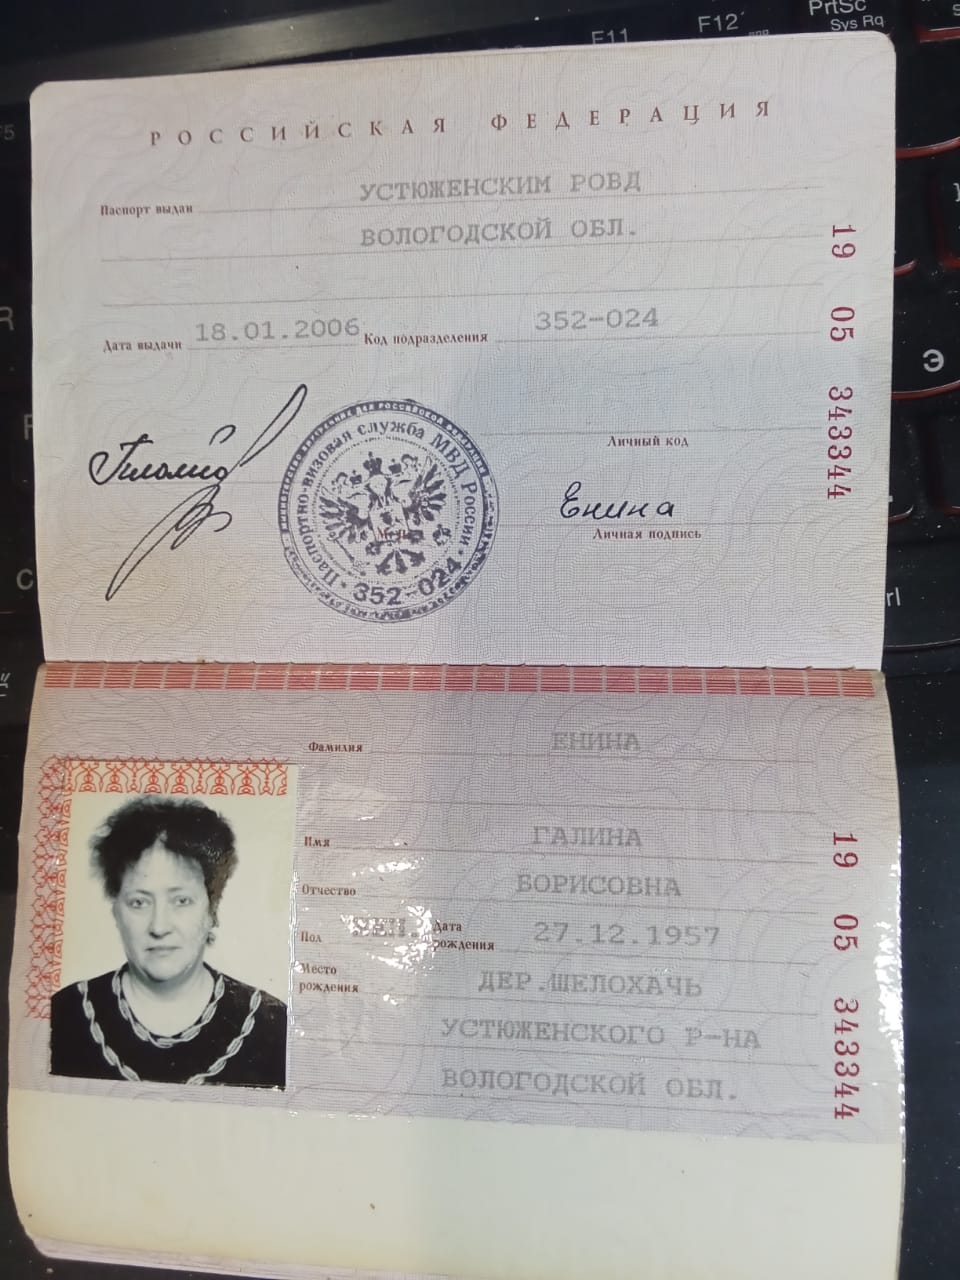 F11
F12
PrtSc
Sys Rq
F5
РОССИЙСКАЯ ФЕДЕРАЦИЯ
Паспорт выдан
УСТЮЖЕНСКИМ РОВД
ВОЛОГОДСКОЙ ОБЛ.
Дата выдачи 18.01.2006 Код подразделения 352-024
19 05 343344
Э
Личный код
Енина
Личная подпись
Паспортно-визовая служба МВД России
352-024
Фамилия ЕНИНА
Имя ГАЛИНА
Отчество БОРИСОВНА
Пол ЖЕН. Дата рождения 27.12.1957
Место рождения ДЕР.ШЕЛОХАЧЬ
УСТЮЖЕНСКОГО Р-НА
ВОЛОГОДСКОЙ ОБЛ.
19 05 343344